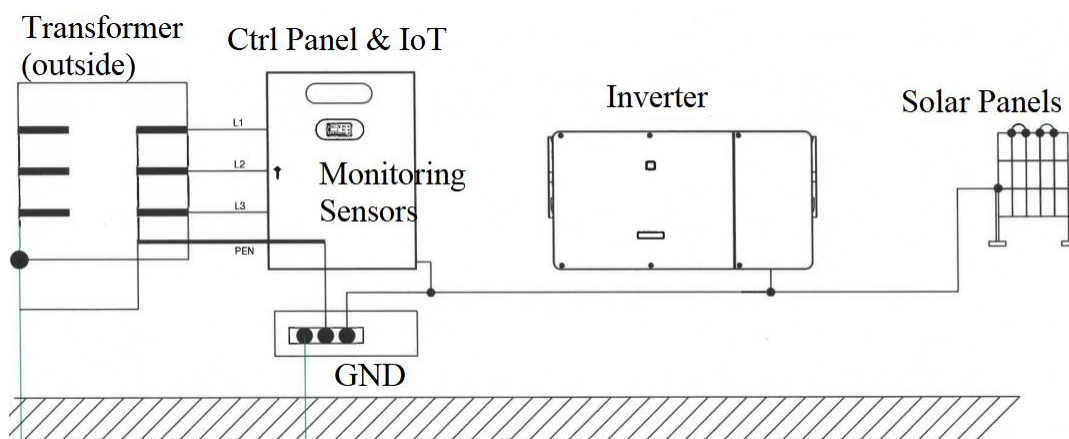 Transformer
(outside)
Ctrl Panel & IoT
Inverter
Solar Panels
L1
L2
L3
PEN
Monitoring
Sensors
GND